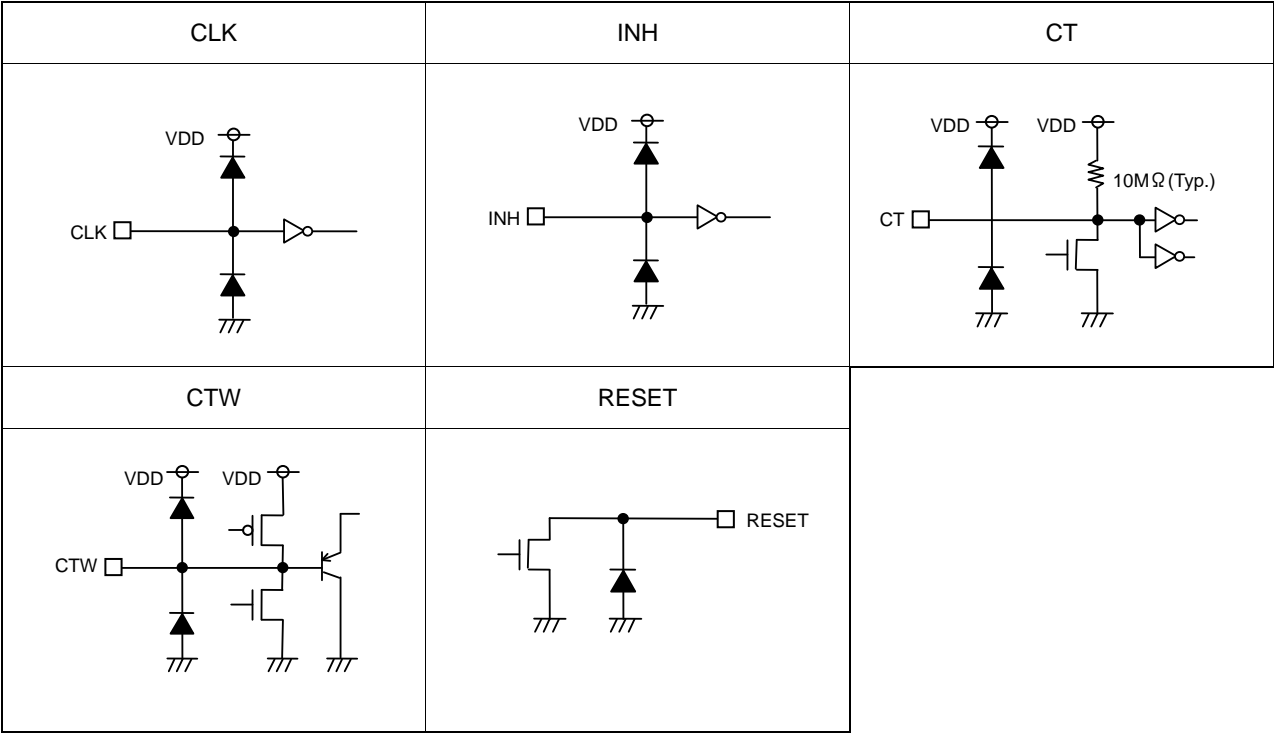 CLK
INH
CT
VDD
CLK
VDD
INH
VDD
VDD
10MΩ(Typ.)
CT
CTW
RESET
VDD
VDD
CTW
RESET